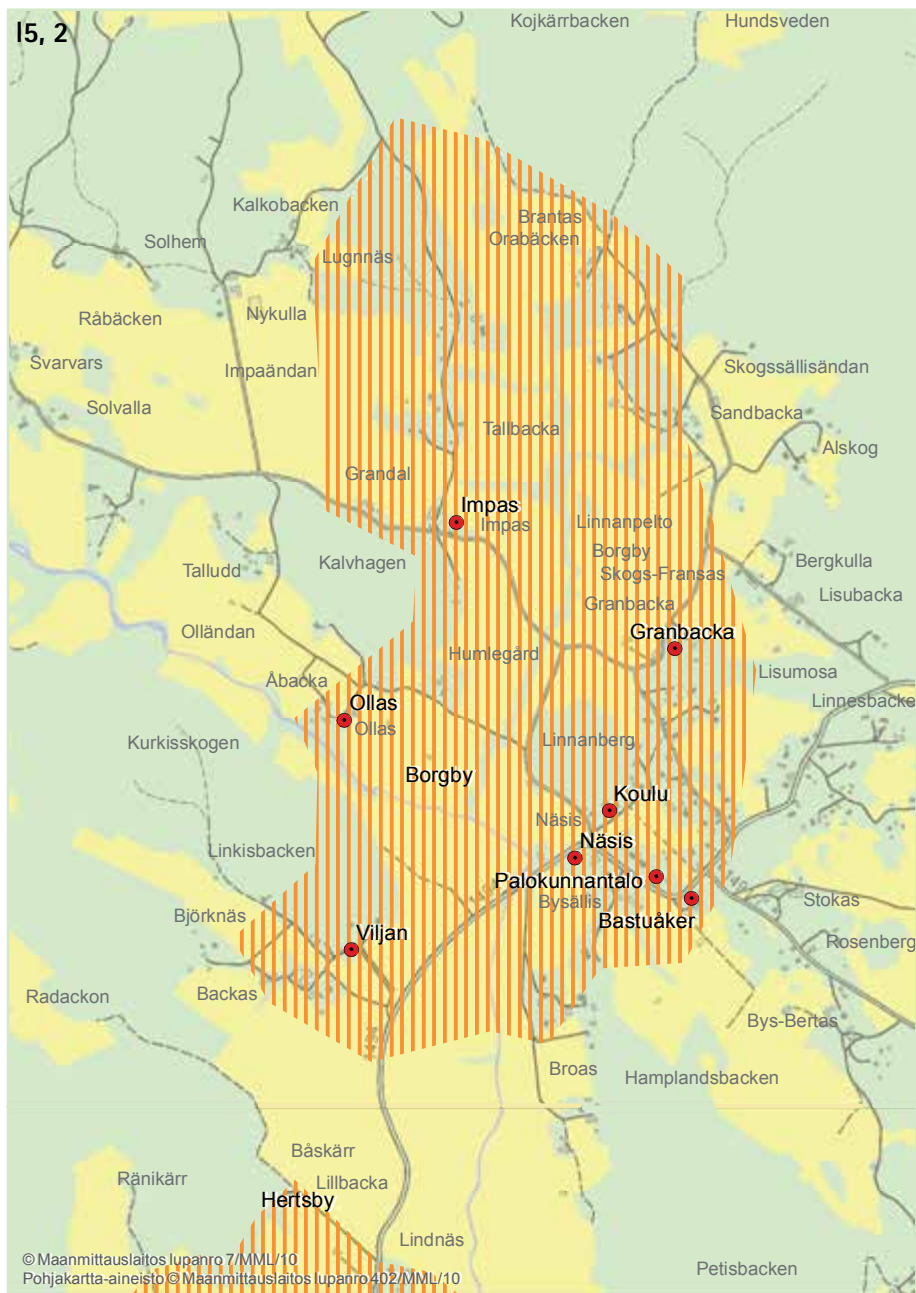 I5, 2
Kojkärrbacken
Hundsveden
Kalkobacken
Solhem
Brantas
Orabäcken
Lugnnäs
Nykulla
Råbäcken
Svarvars
Impaändan
Skogssällisändan
Solvalla
Sandbacka
Tallbacka
Alskog
Grandal
Impas
Impas
Linnanpelto
Kalvhagen
Borgby
Talludd
Skogs-Fransas
Bergkulla
Lisubacka
Granbacka
Olländan
Granbacka
Humlegård
Åbacka
Lisumosa
Ollas
Ollas
Linnesbacke
Kurkisskogen
Linnanberg
Borgby
Koulu
Näsis
Näsis
Linkisbacken
Palokunnantalo
149
Bysällis
Stokas
Björknäs
Bastuåker
Viljan
Rosenberg
Radackon
Backas
Bys-Bertas
1494
Broas
Hamplandsbacken
Båskärr
Ränikärr
Lillbacka
Hertsby
Lindnäs
© Maanmittauslaitos lupanro 7/MML/10
Petisbacken
Pohjakartta-aineisto © Maanmittauslaitos lupanro 402/MML/10